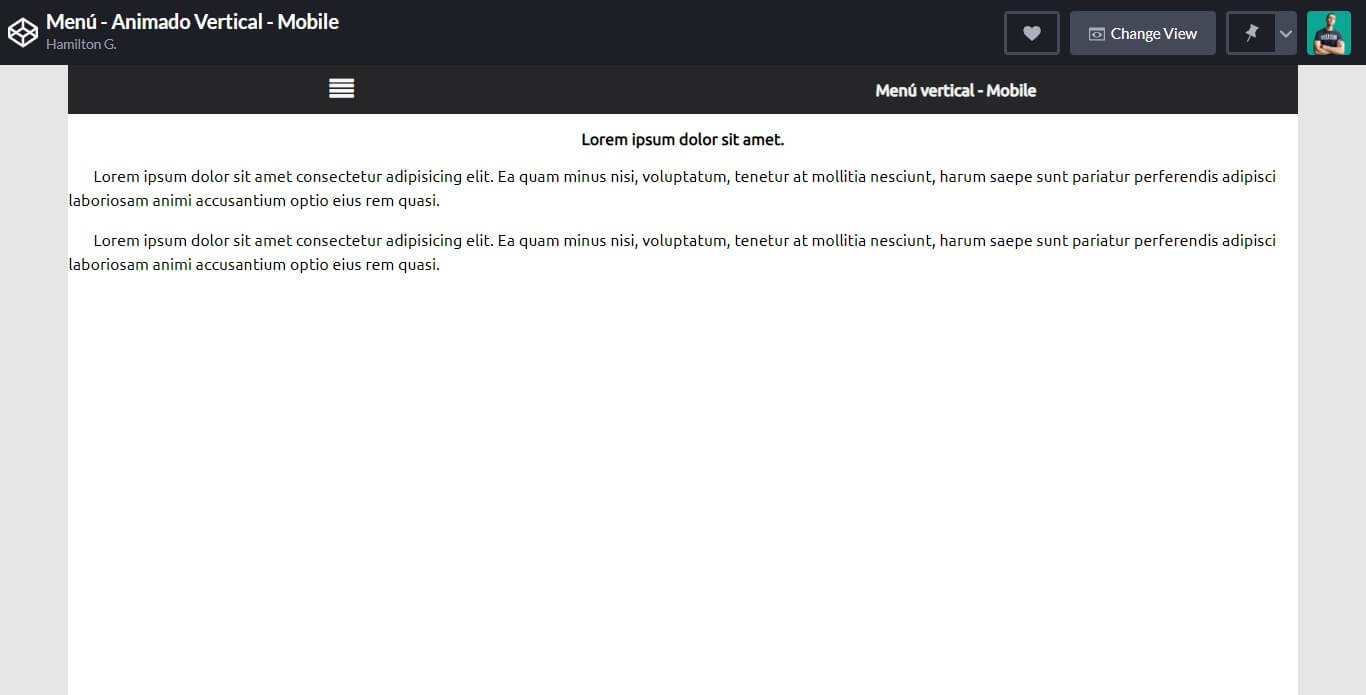 Menú - Animado Vertical - Mobile
Hamilton G.
Change View
Menú vertical - Mobile
Lorem ipsum dolor sit amet.
Lorem ipsum dolor sit amet consectetur adipisicing elit. Ea quam minus nisi, voluptatum, tenetur at mollitia nesciunt, harum saepe sunt pariatur perferendis adipisci
laboriosam animi accusantium optio eius rem quasi.
Lorem ipsum dolor sit amet consectetur adipisicing elit. Ea quam minus nisi, voluptatum, tenetur at mollitia nesciunt, harum saepe sunt pariatur perferendis adipisci
laboriosam animi accusantium optio eius rem quasi.